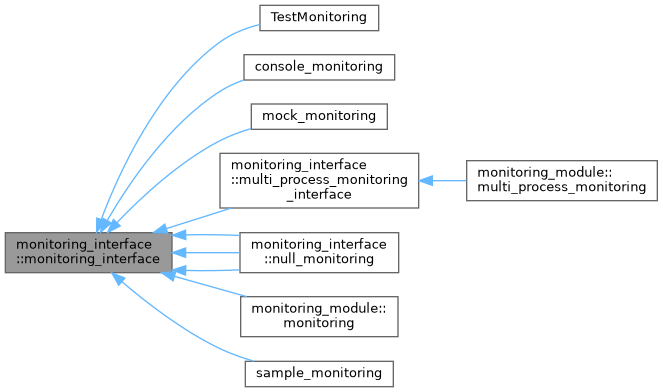 TestMonitoring
console_monitoring
mock_monitoring
monitoring_interface
::multi_process_monitoring
_interface
monitoring_module::
multi_process_monitoring
monitoring_interface
::monitoring_interface
monitoring_interface
::null_monitoring
monitoring_module::
monitoring
sample_monitoring